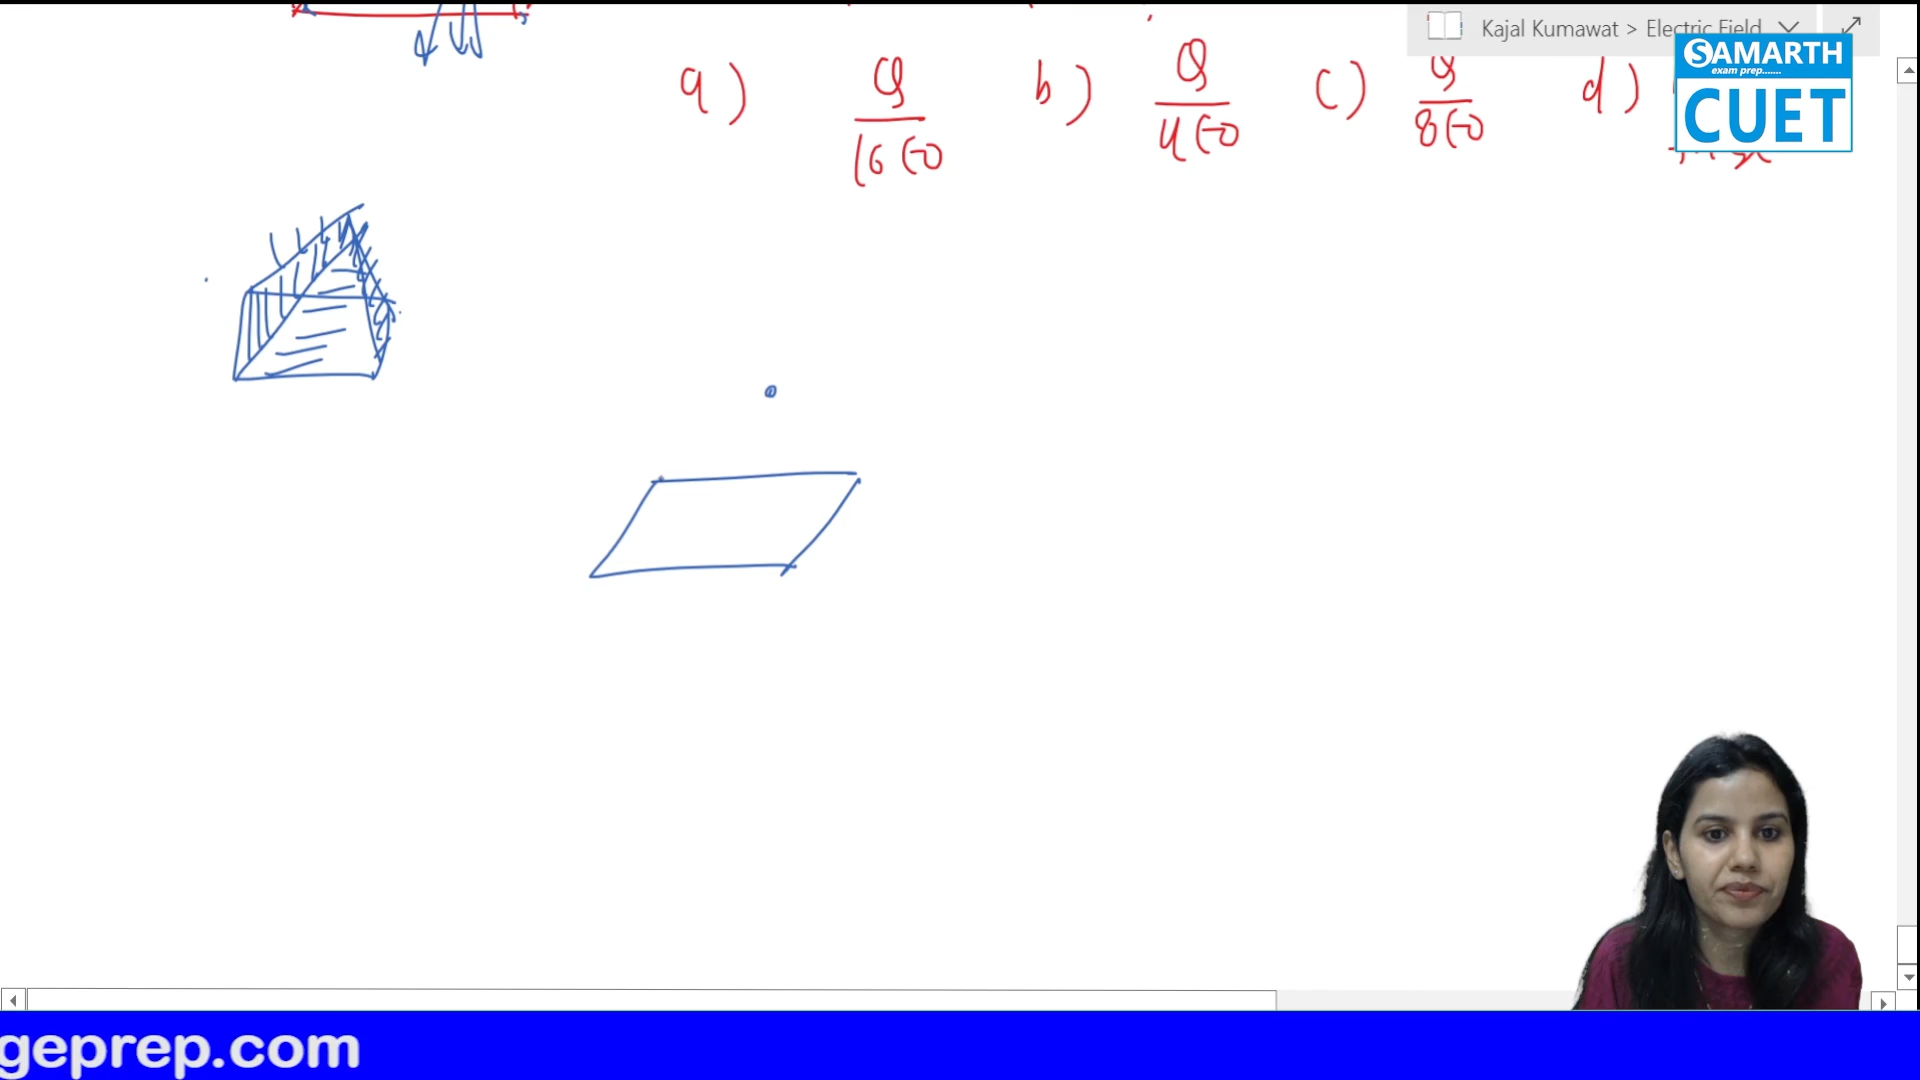 Kajal Kumawat > Electric Field
SAMARTH
exam prep.......
CUET
a) Q/16ε0 b) Q/4ε0 c) Q/8ε0 d)
geprep.com